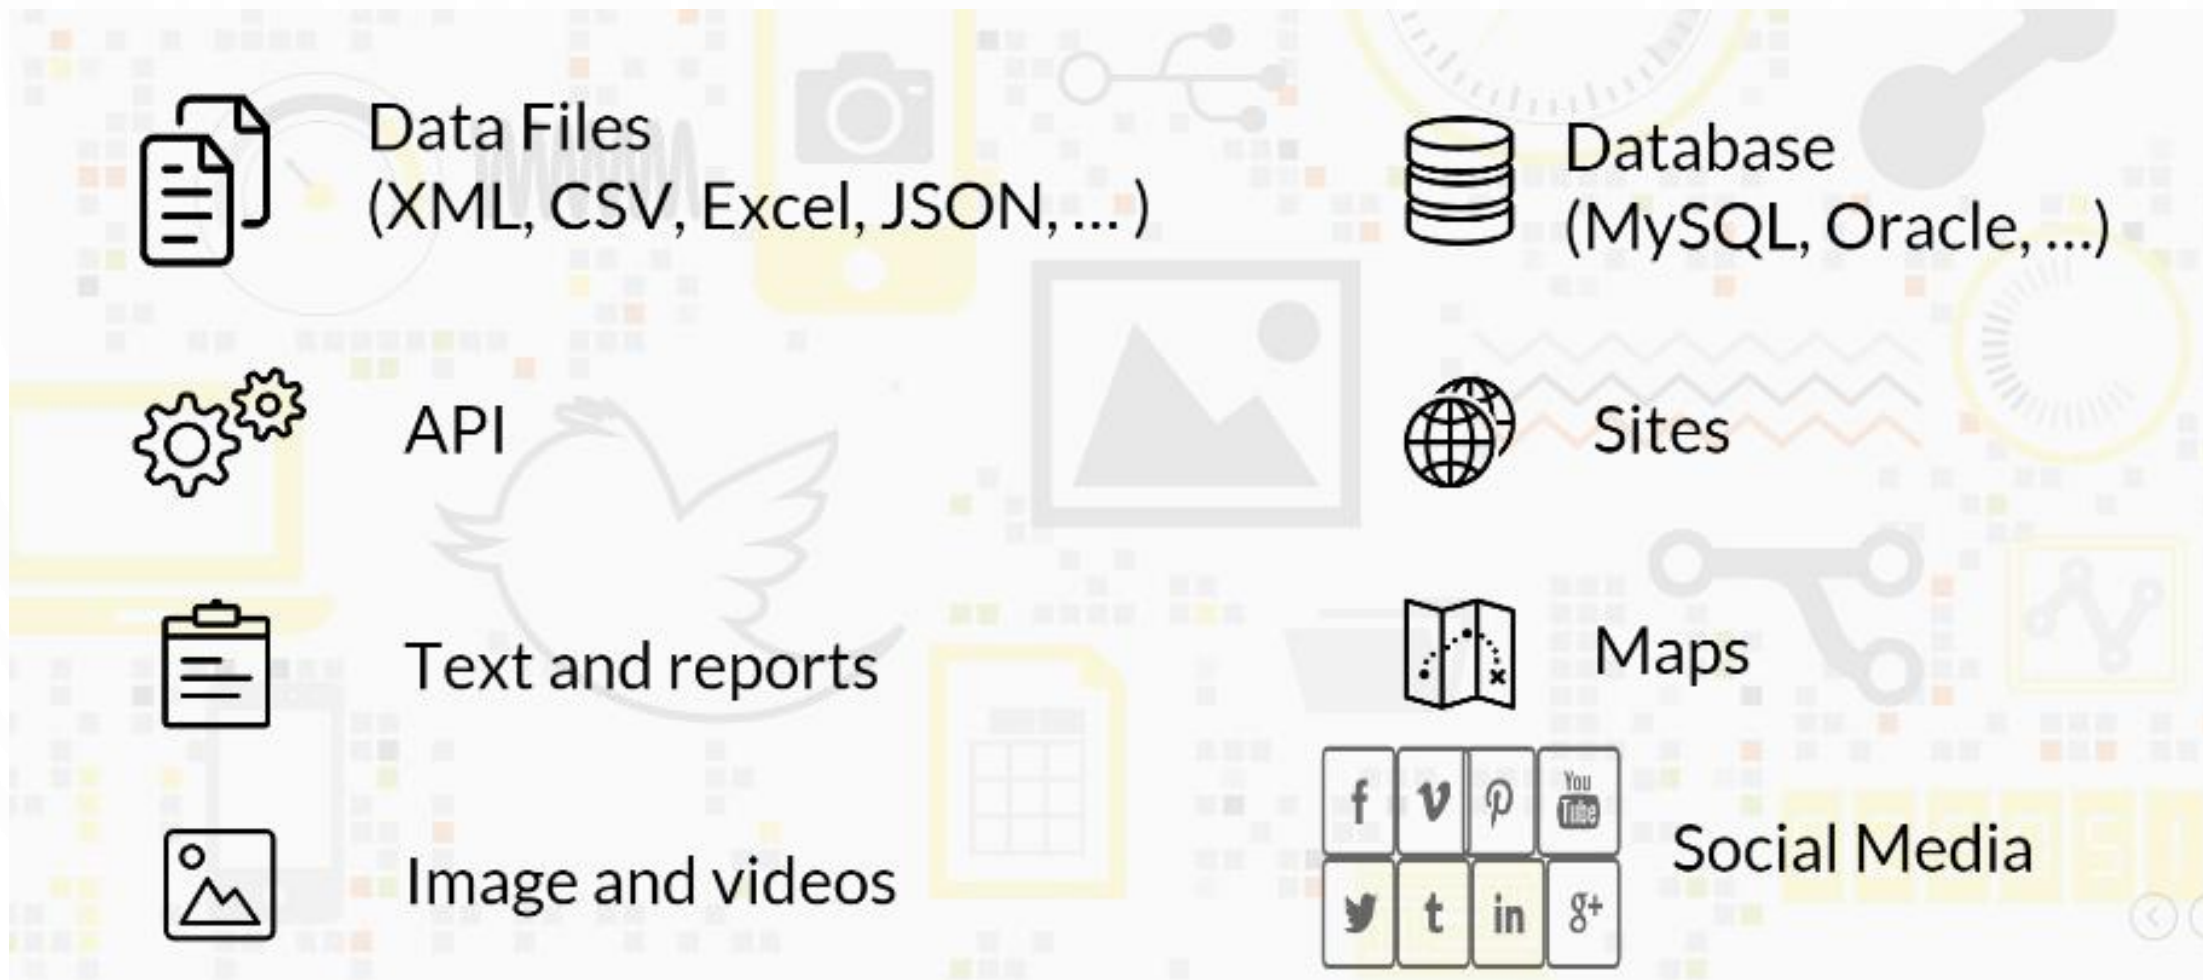 Data Files
(XML, CSV, Excel, JSON, ... )
Database
(MySQL, Oracle, ...)
API
Sites
Text and reports
Maps
Image and videos
f v p You Tube
t in g+
Social Media